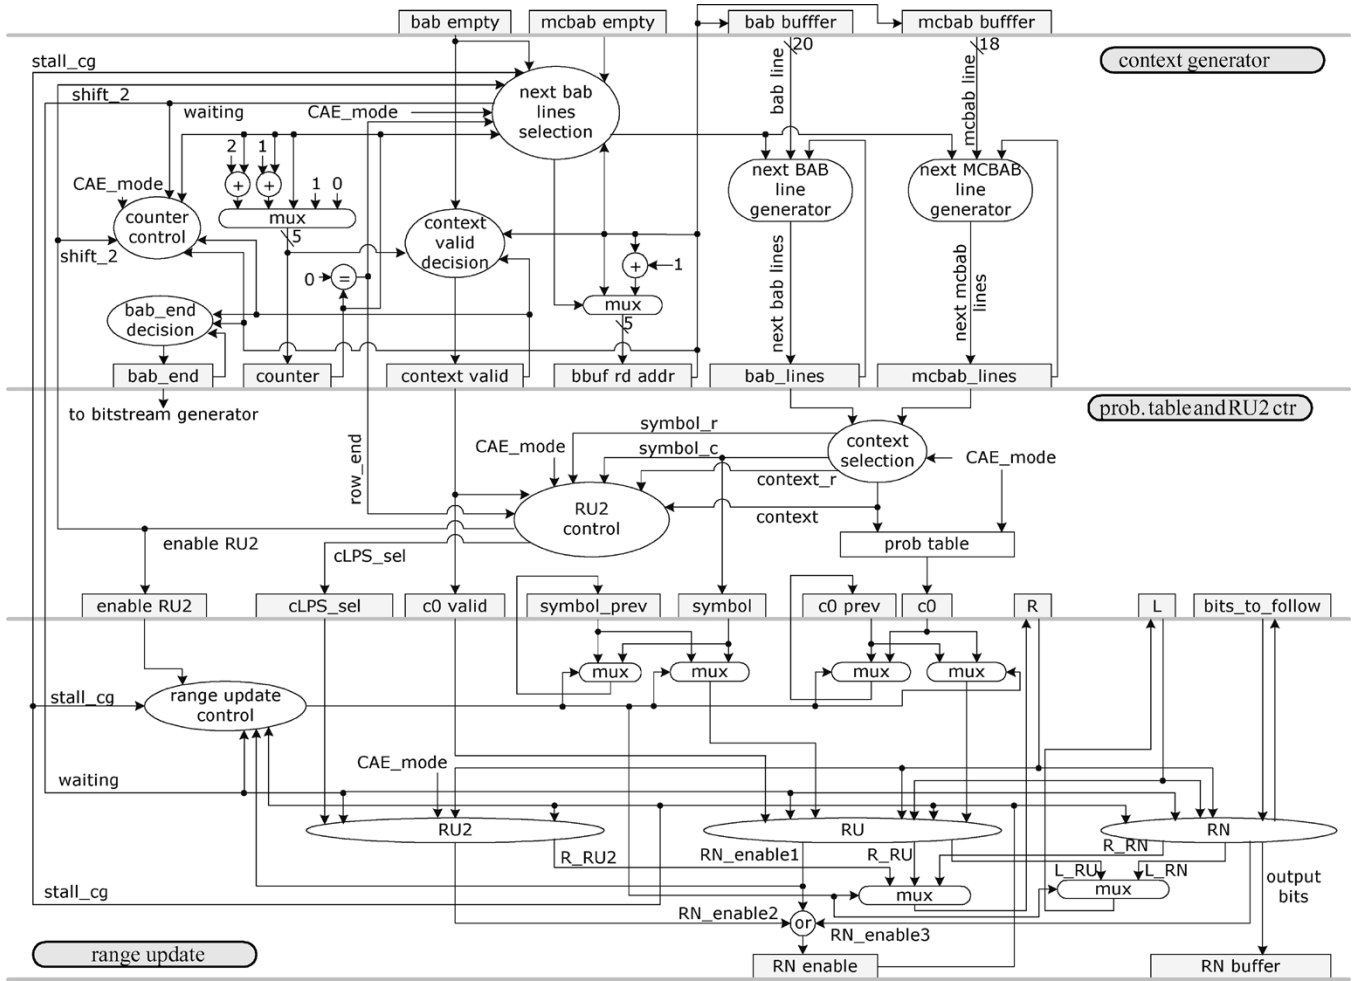 bab empty
mcbab empty
bab bufffer
mcbab bufffer
20
18
context generator
stall_cg
shift_2
waiting
CAE_mode
next bab
lines
selection
bab line
mcbab line
2
1
+
+
1
0
CAE_mode
counter
control
mux
5
context
valid
decision
next BAB
line
generator
next MCBAB
line
generator
shift_2
0
=
+
1
mux
5
bab_end
decision
next bab lines
next mcbab
lines
bab_end
counter
context valid
bbuf rd addr
bab_lines
mcbab_lines
to bitstream generator
prob. table and RU2 ctr
row_end
CAE_mode
symbol_r
symbol_c
context_r
context
selection
CAE_mode
RU2
control
context
prob table
enable RU2
cLPS_sel
enable RU2
cLPS_sel
c0 valid
symbol_prev
symbol
c0 prev
c0
R
L
bits_to_follow
mux
mux
mux
mux
stall_cg
range update
control
waiting
CAE_mode
RU2
RU
RN
R_RU2
RN_enable1
R_RU
R_RN
L_RU
L_RN
mux
mux
output
bits
stall_cg
RN_enable2
or
RN_enable3
range update
RN enable
RN buffer